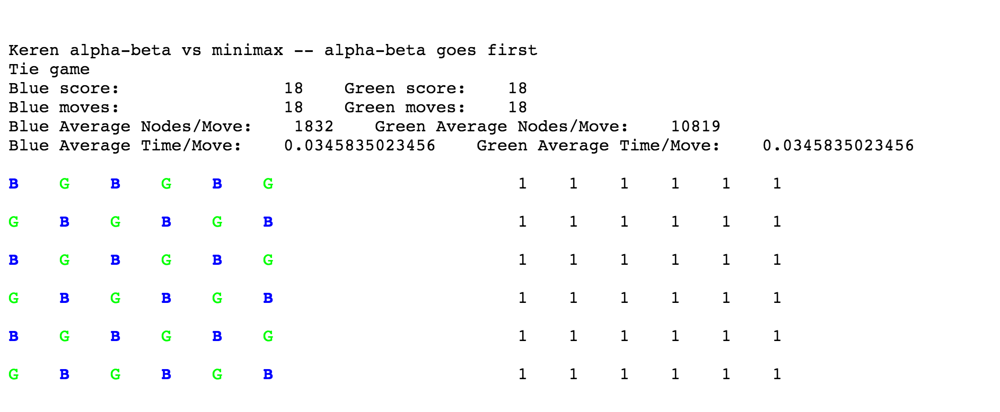 Keren alpha-beta vs minimax -- alpha-beta goes first
Tie game
Blue score: 18 Green score: 18
Blue moves: 18 Green moves: 18
Blue Average Nodes/Move: 1832 Green Average Nodes/Move: 10819
Blue Average Time/Move: 0.0345835023456 Green Average Time/Move: 0.0345835023456
B G B G B G 1 1 1 1 1 1
G B G B G B 1 1 1 1 1 1
B G B G B G 1 1 1 1 1 1
G B G B G B 1 1 1 1 1 1
B G B G B G 1 1 1 1 1 1
G B G B G B 1 1 1 1 1 1